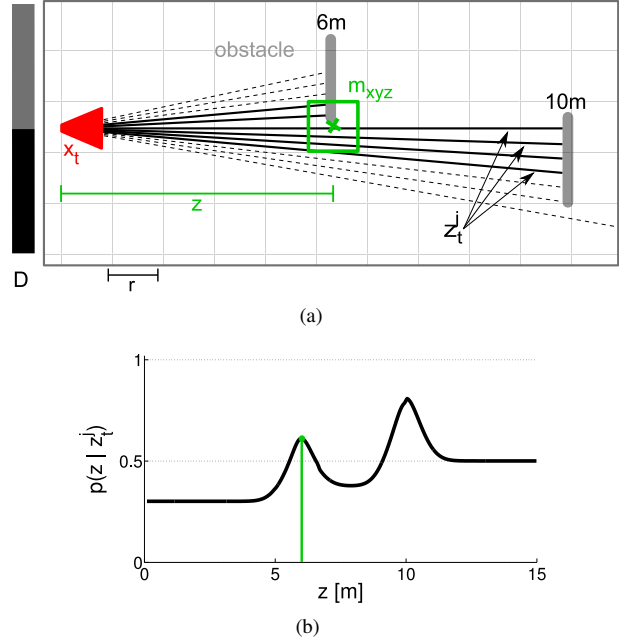 6m
obstacle
m_xyz
10m
x_t
z
z_t^j
D
r
(a)
1
0.5
0
p(z | z_t^j)
0 5 10 15
z [m]
(b)